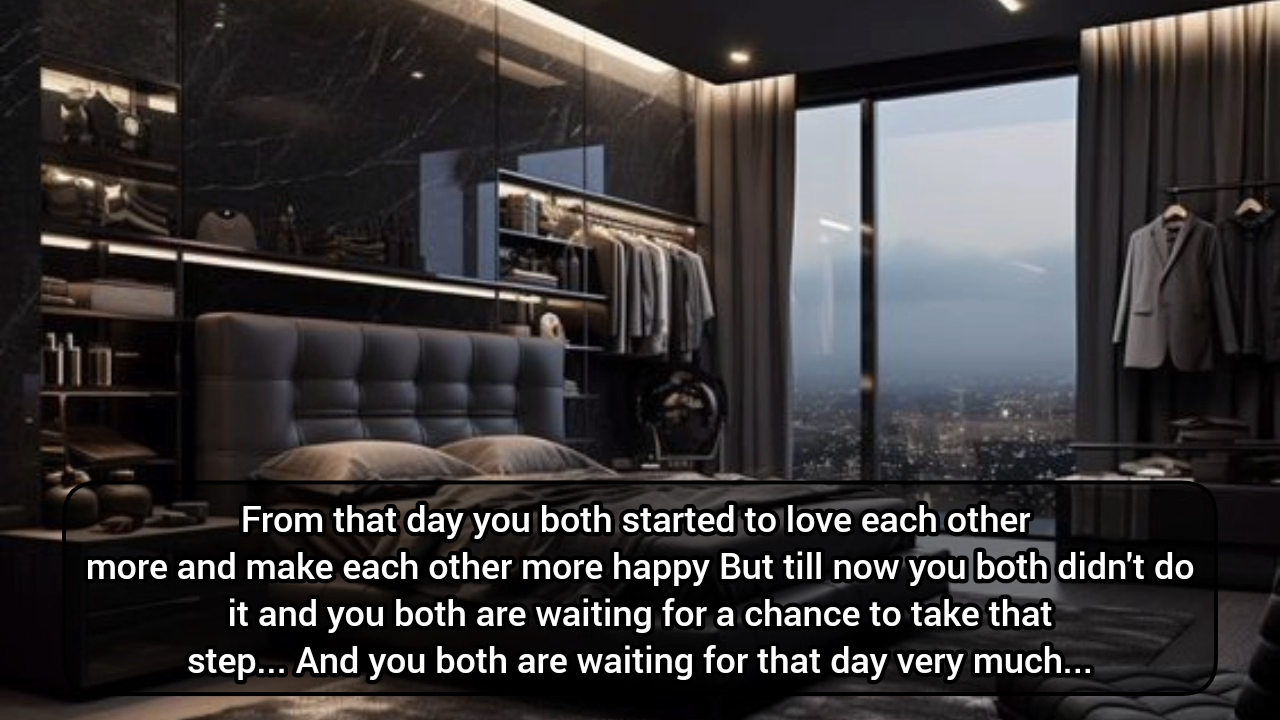 From that day you both started to love each other
more and make each other more happy But till now you both didn't do
it and you both are waiting for a chance to take that
step... And you both are waiting for that day very much...